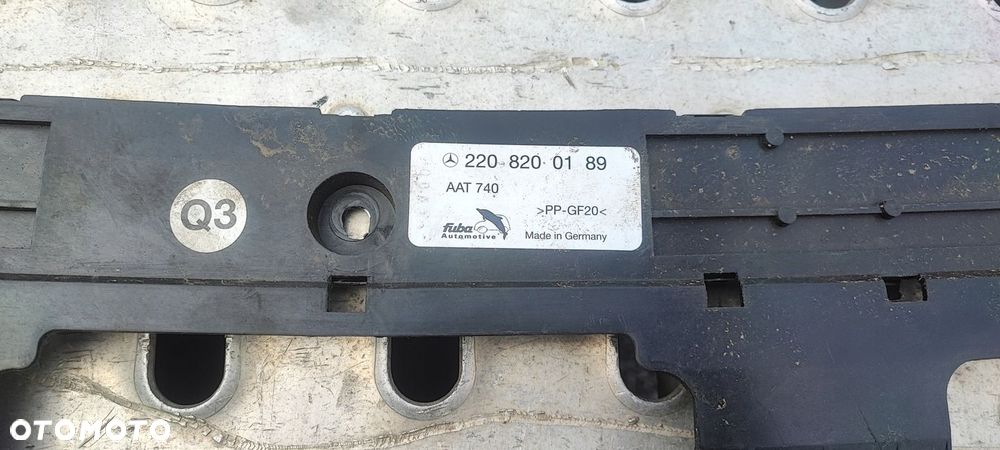 220 820 01 89
AAT 740
>PP-GF20<
fuba
Automotive
Made in Germany
Q3
OTOMOTO